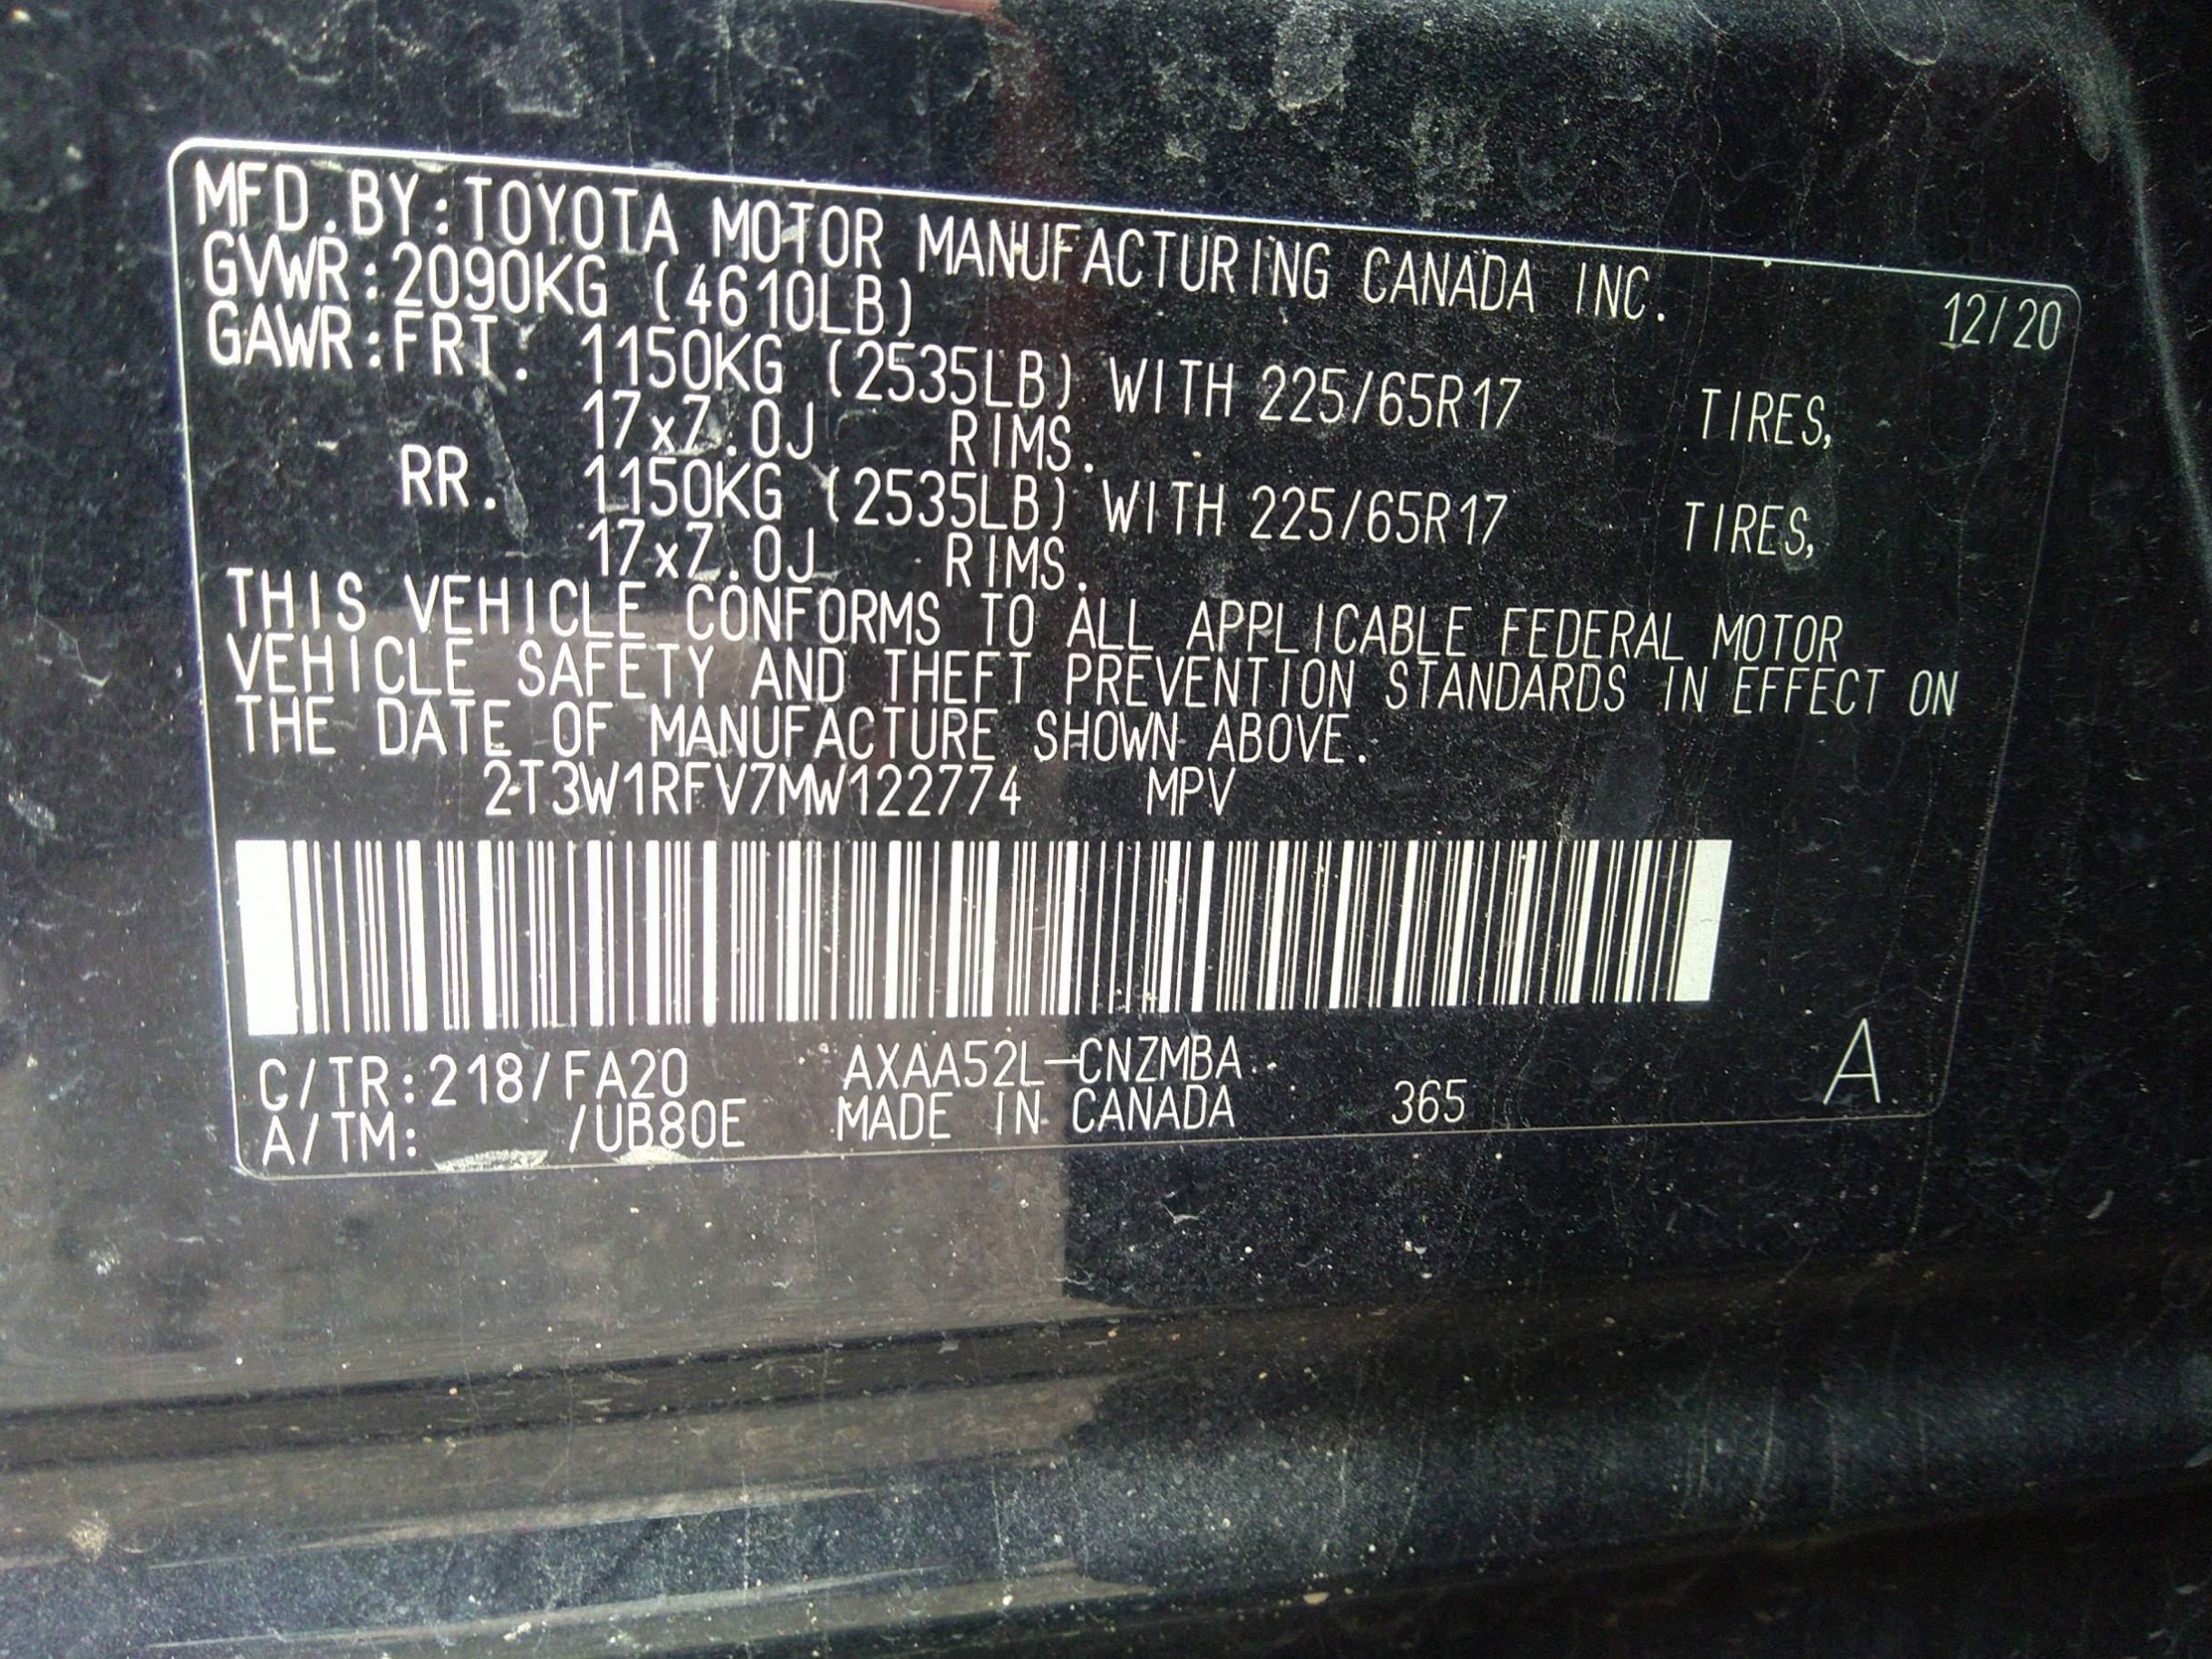 MFD.BY:TOYOTA MOTOR MANUFACTURING CANADA INC. 12/20
GVWR:2090KG (4610LB)
GAWR:FRT. 1150KG (2535LB) WITH 225/65R17 TIRES,
17x7.0J RIMS.
RR. 1150KG (2535LB) WITH 225/65R17 TIRES,
17x7.0J RIMS.
THIS VEHICLE CONFORMS TO ALL APPLICABLE FEDERAL MOTOR
VEHICLE SAFETY AND THEFT PREVENTION STANDARDS IN EFFECT ON
THE DATE OF MANUFACTURE SHOWN ABOVE.
2T3W1RFV7MW122774 MPV
C/TR:218/FA20 AXAA52L-CNZMBA
A/TM: /UB80E MADE IN CANADA 365 A